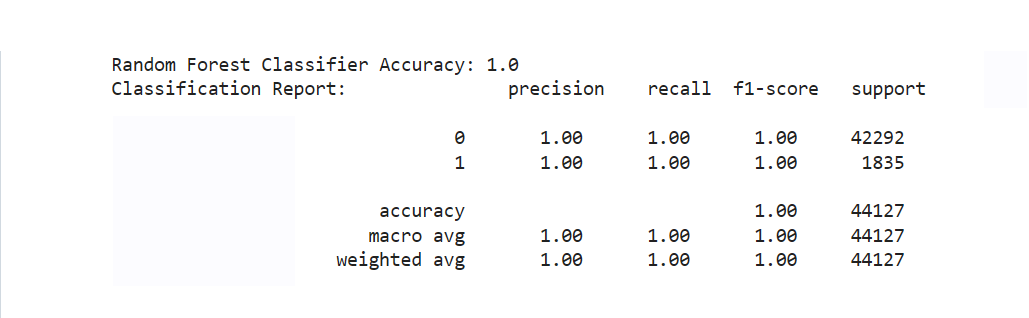 Random Forest Classifier Accuracy: 1.0
Classification Report: precision recall f1-score support
0 1.00 1.00 1.00 42292
1 1.00 1.00 1.00 1835
accuracy 1.00 44127
macro avg 1.00 1.00 1.00 44127
weighted avg 1.00 1.00 1.00 44127